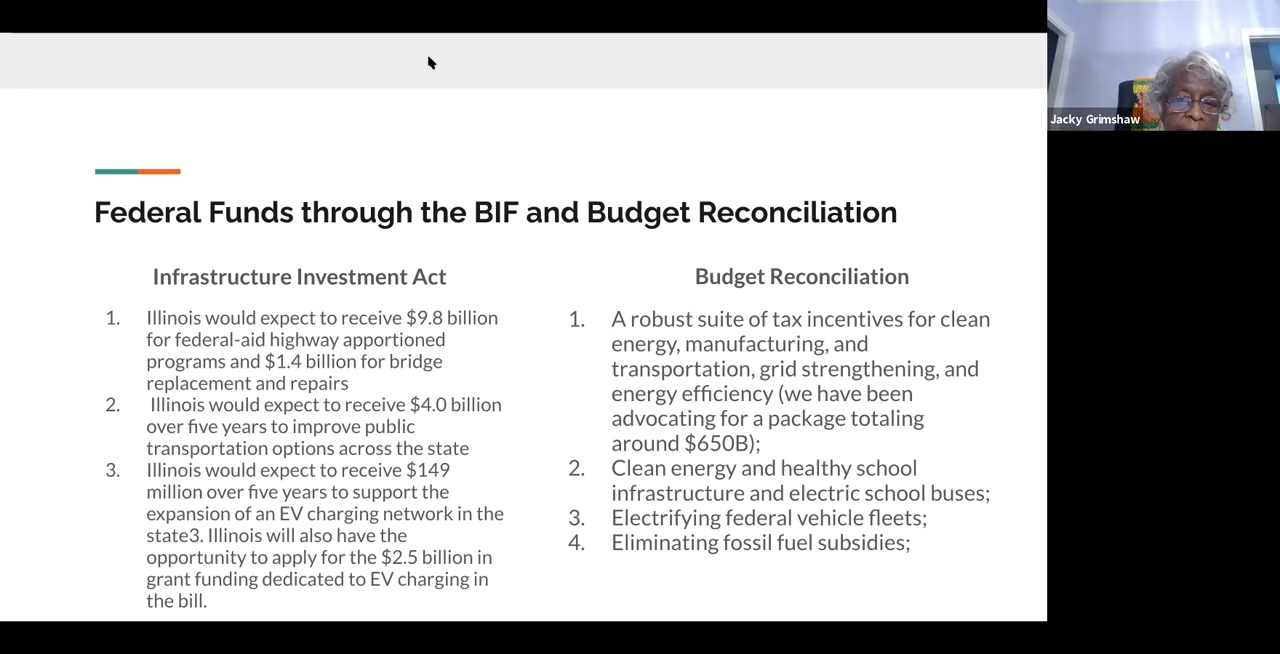 Jacky Grimshaw
Federal Funds through the BIF and Budget Reconciliation
Infrastructure Investment Act
1. Illinois would expect to receive $9.8 billion
for federal-aid highway apportioned
programs and $1.4 billion for bridge
replacement and repairs
2. Illinois would expect to receive $4.0 billion
over five years to improve public
transportation options across the state
3. Illinois would expect to receive $149
million over five years to support the
expansion of an EV charging network in the
state3. Illinois will also have the
opportunity to apply for the $2.5 billion in
grant funding dedicated to EV charging in
the bill.
Budget Reconciliation
1. A robust suite of tax incentives for clean
energy, manufacturing, and
transportation, grid strengthening, and
energy efficiency (we have been
advocating for a package totaling
around $650B);
2. Clean energy and healthy school
infrastructure and electric school buses;
3. Electrifying federal vehicle fleets;
4. Eliminating fossil fuel subsidies;